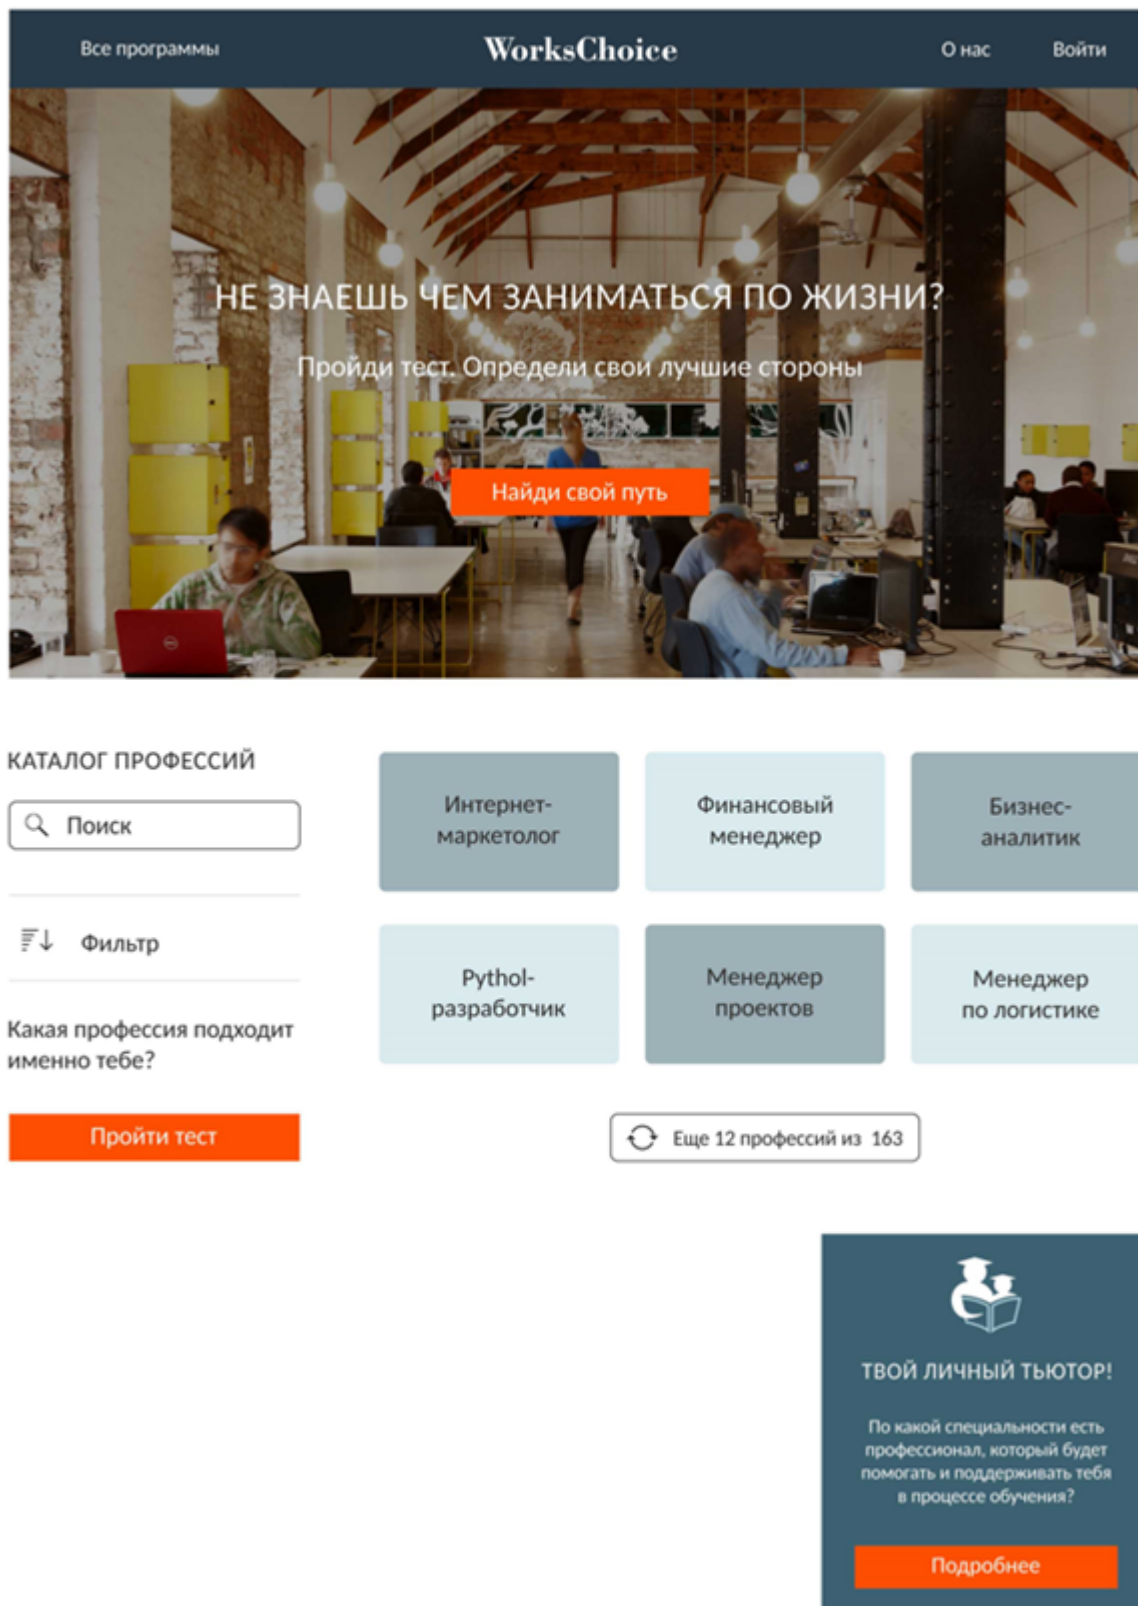 Все программы
WorksChoice
О нас
Войти
НЕ ЗНАЕШЬ ЧЕМ ЗАНИМАТЬСЯ ПО ЖИЗНИ?
Пройди тест. Определи свои лучшие стороны
Найди свой путь
КАТАЛОГ ПРОФЕССИЙ
Поиск
Фильтр
Какая профессия подходит
именно тебе?
Пройти тест
Интернет-
маркетолог
Финансовый
менеджер
Бизнес-
аналитик
Pythol-
разработчик
Менеджер
проектов
Менеджер
по логистике
Еще 12 профессий из 163
ТВОЙ ЛИЧНЫЙ ТЬЮТОР!
По какой специальности есть
профессионал, который будет
помогать и поддерживать тебя
в процессе обучения?
Подробнее